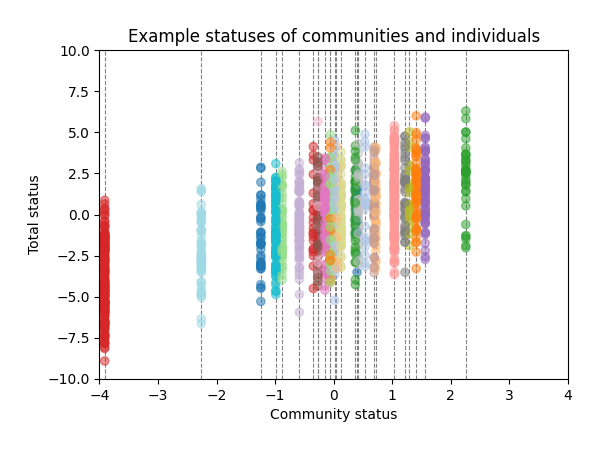 Example statuses of communities and individuals
10.0
7.5
5.0
2.5
0.0
−2.5
−5.0
−7.5
−10.0
Total status
−4 −3 −2 −1 0 1 2 3 4
Community status